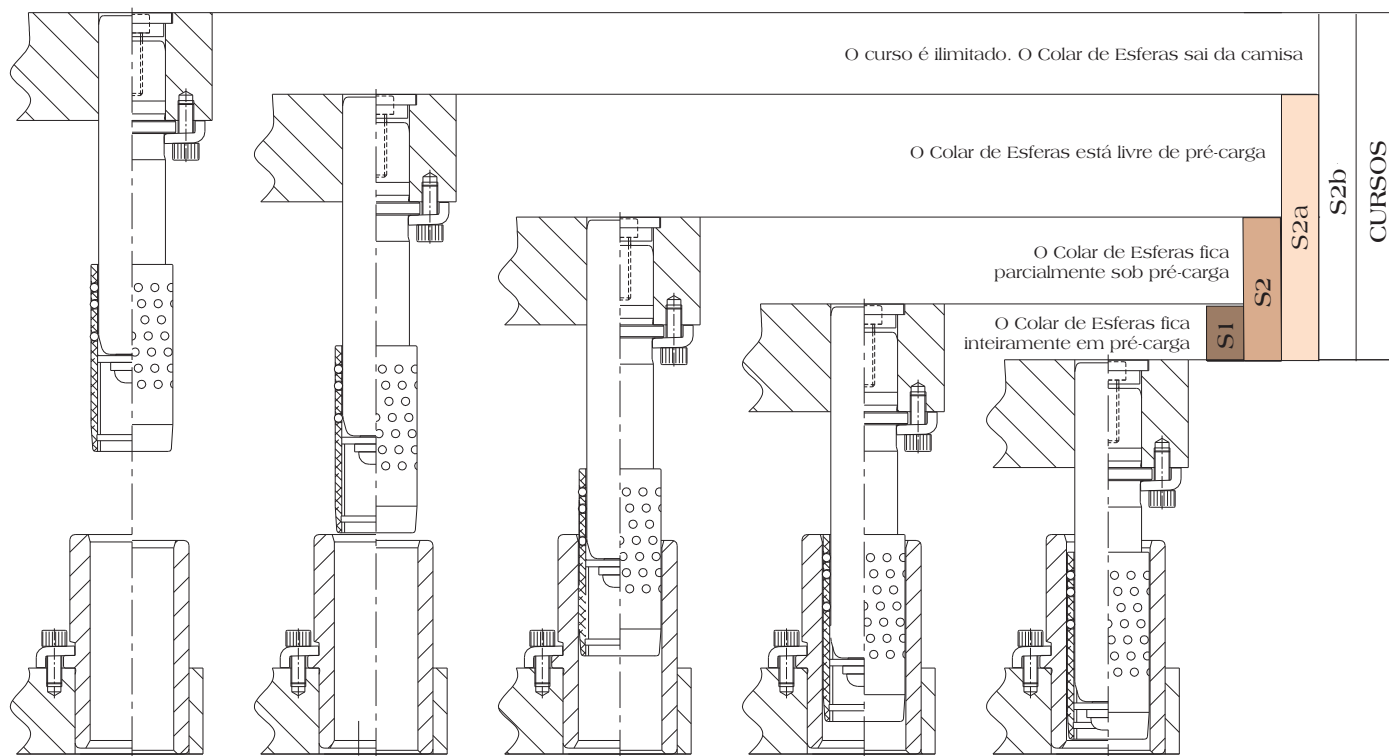 O curso é ilimitado. O Colar de Esferas sai da camisa
O Colar de Esferas está livre de pré-carga
O Colar de Esferas fica
parcialmente sob pré-carga
O Colar de Esferas fica
inteiramente em pré-carga
S1
S2
S2a
S2b
CURSOS